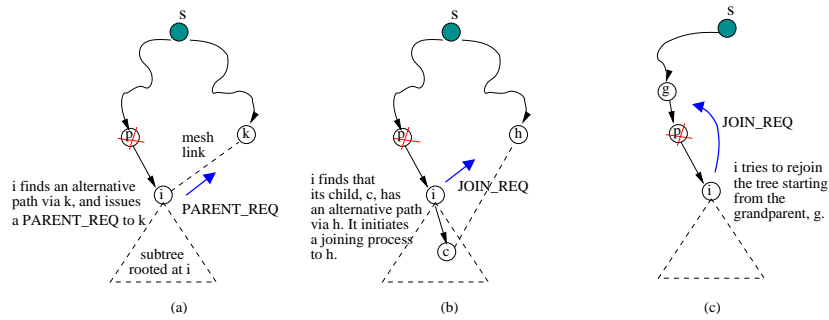 s
p
k
mesh
link
i finds an alternative
path via k, and issues
a PARENT_REQ to k
i
PARENT_REQ
subtree
rooted at i
(a)
s
p
h
i finds that
its child, c, has
an alternative path
via h. It initiates
a joining process
to h.
i
JOIN_REQ
c
(b)
s
g
p
JOIN_REQ
i
i tries to rejoin
the tree starting
from the
grandparent, g.
(c)